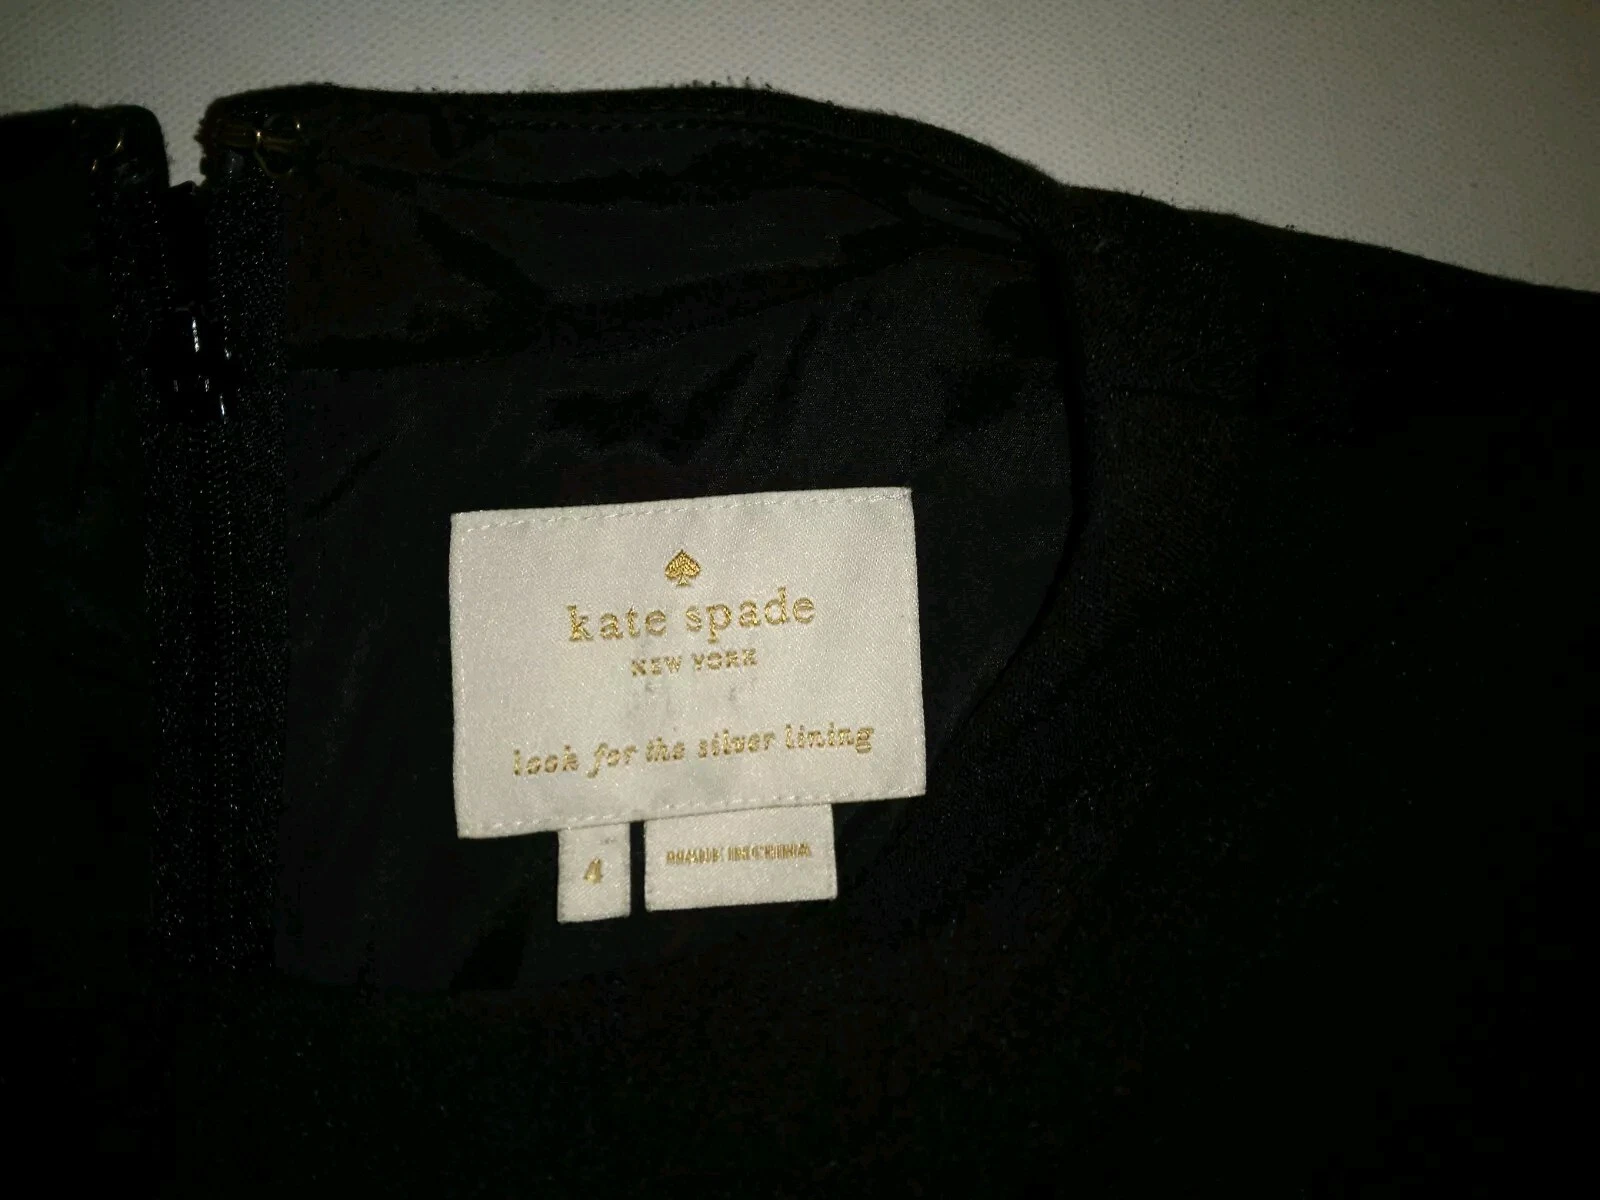 kate spade
NEW YORK
look for the silver lining
4
MADE IN CHINA